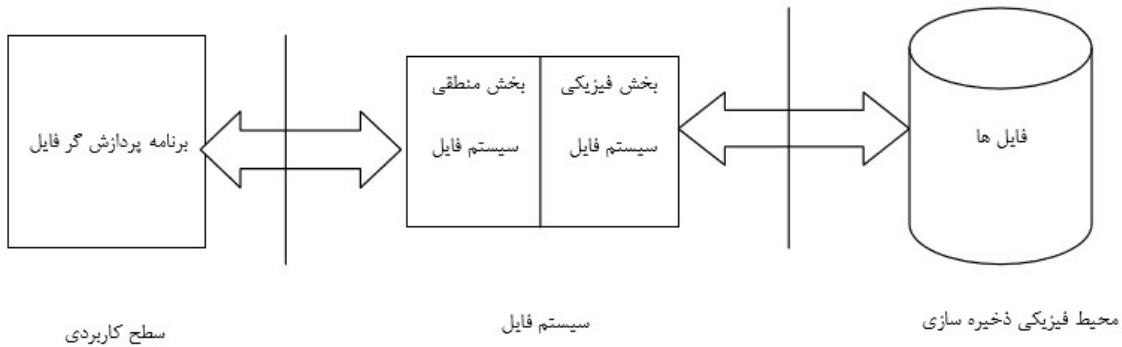 برنامه پردازش گر فایل
بخش منطقی
سیستم فایل
بخش فیزیکی
سیستم فایل
فایل ها
سطح کاربردی
سیستم فایل
محیط فیزیکی ذخیره سازی